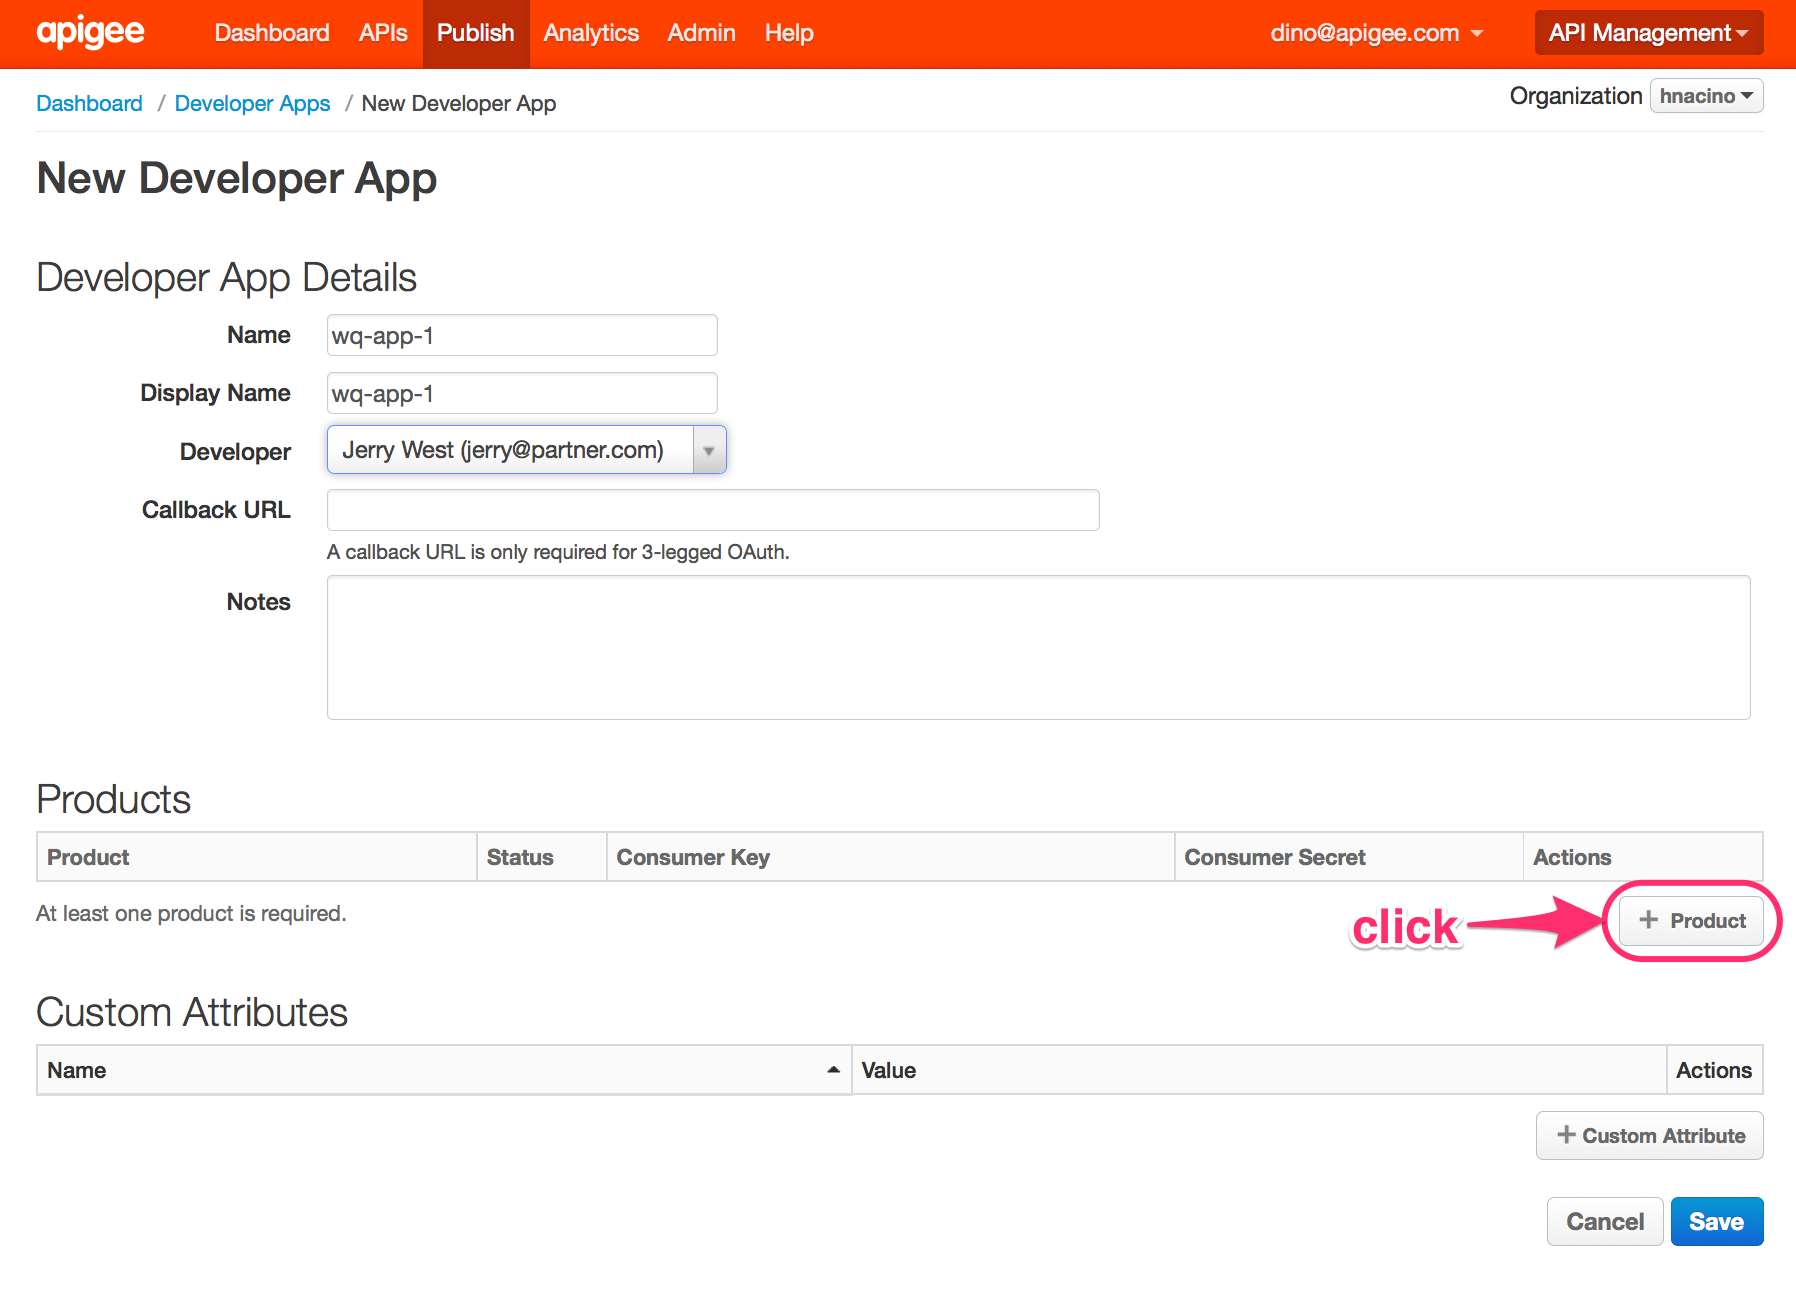 apigee Dashboard APIs Publish Analytics Admin Help dino@apigee.com API Management
Dashboard / Developer Apps / New Developer App Organization hnacino
New Developer App
Developer App Details
Name wq-app-1
Display Name wq-app-1
Developer Jerry West (jerry@partner.com)
Callback URL
A callback URL is only required for 3-legged OAuth.
Notes
Products
Product Status Consumer Key Consumer Secret Actions
At least one product is required. click + Product
Custom Attributes
Name Value Actions
+ Custom Attribute
Cancel Save